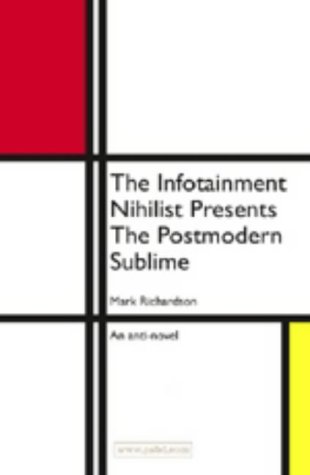 The Infotainment
Nihilist Presents
The Postmodern
Sublime
Mark Richardson
An anti-novel